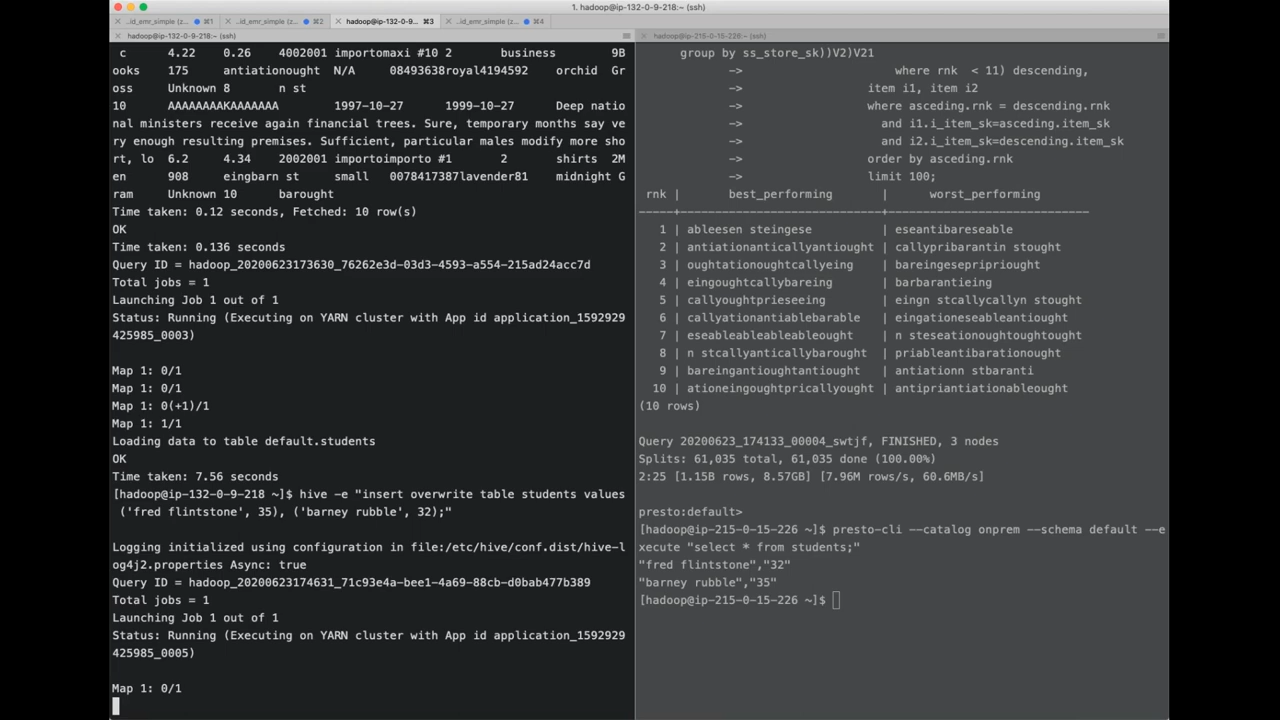 1. hadoop@ip-132-0-9-218:~ (ssh)
..id_emr_simple (z... ⌘1
..id_emr_simple (z... ⌘2
hadoop@ip-132-0-9... ⌘3
..id_emr_simple (z... ⌘4
hadoop@ip-132-0-9-218:~ (ssh)
c 4.22 0.26 4002001 importomaxi #10 2 business 9B
ooks 175 antiationought N/A 08493638royal4194592 orchid Gr
oss Unknown 8 n st
10 AAAAAAAAKAAAAAAA 1997-10-27 1999-10-27 Deep natio
nal ministers receive again financial trees. Sure, temporary months say ve
ry enough resulting premises. Sufficient, particular males modify more sho
rt, lo 6.2 4.34 2002001 importoimporto #1 2 shirts 2M
en 908 eingbarn st small 0078417387lavender81 midnight G
ram Unknown 10 barought
Time taken: 0.12 seconds, Fetched: 10 row(s)
OK
Time taken: 0.136 seconds
Query ID = hadoop_20200623173630_76262e3d-03d3-4593-a554-215ad24acc7d
Total jobs = 1
Launching Job 1 out of 1
Status: Running (Executing on YARN cluster with App id application_1592929
425985_0003)
Map 1: 0/1
Map 1: 0/1
Map 1: 0(+1)/1
Map 1: 1/1
Loading data to table default.students
OK
Time taken: 7.56 seconds
[hadoop@ip-132-0-9-218 ~]$ hive -e "insert overwrite table students values
('fred flintstone', 35), ('barney rubble', 32);"
Logging initialized using configuration in file:/etc/hive/conf.dist/hive-l
og4j2.properties Async: true
Query ID = hadoop_20200623174631_71c93e4a-bee1-4a69-88cb-d0bab477b389
Total jobs = 1
Launching Job 1 out of 1
Status: Running (Executing on YARN cluster with App id application_1592929
425985_0005)
Map 1: 0/1
hadoop@ip-215-0-15-226:~ (ssh)
group by ss_store_sk))V2)V21
-> where rnk < 11) descending,
-> item i1, item i2
-> where asceding.rnk = descending.rnk
-> and i1.i_item_sk=asceding.item_sk
-> and i2.i_item_sk=descending.item_sk
-> order by asceding.rnk
-> limit 100;
rnk | best_performing | worst_performing
-----+------------------------------+-----------------------------
1 | ableesen steingese | eseantibareseable
2 | antiationanticallyantiought | callypribarantin stought
3 | oughtationoughtcallyeing | bareingesepripriought
4 | eingoughtcallybareing | barbarantieing
5 | callyoughtprieseeing | eingn stcallycallyn stought
6 | callyationantiablebarable | eingationeseableantiought
7 | eseableableableableought | n steseationoughtoughtought
8 | n stcallyanticallybarought | priableantibarationought
9 | bareingantioughtantiought | antiationn stbaranti
10 | ationeingoughtpricallyought | antipriantiationableought
(10 rows)
Query 20200623_174133_00004_swtjf, FINISHED, 3 nodes
Splits: 61,035 total, 61,035 done (100.00%)
2:25 [1.15B rows, 8.57GB] [7.96M rows/s, 60.6MB/s]
presto:default>
[hadoop@ip-215-0-15-226 ~]$ presto-cli --catalog onprem --schema default --e
xecute "select * from students;"
"fred flintstone","32"
"barney rubble","35"
[hadoop@ip-215-0-15-226 ~]$